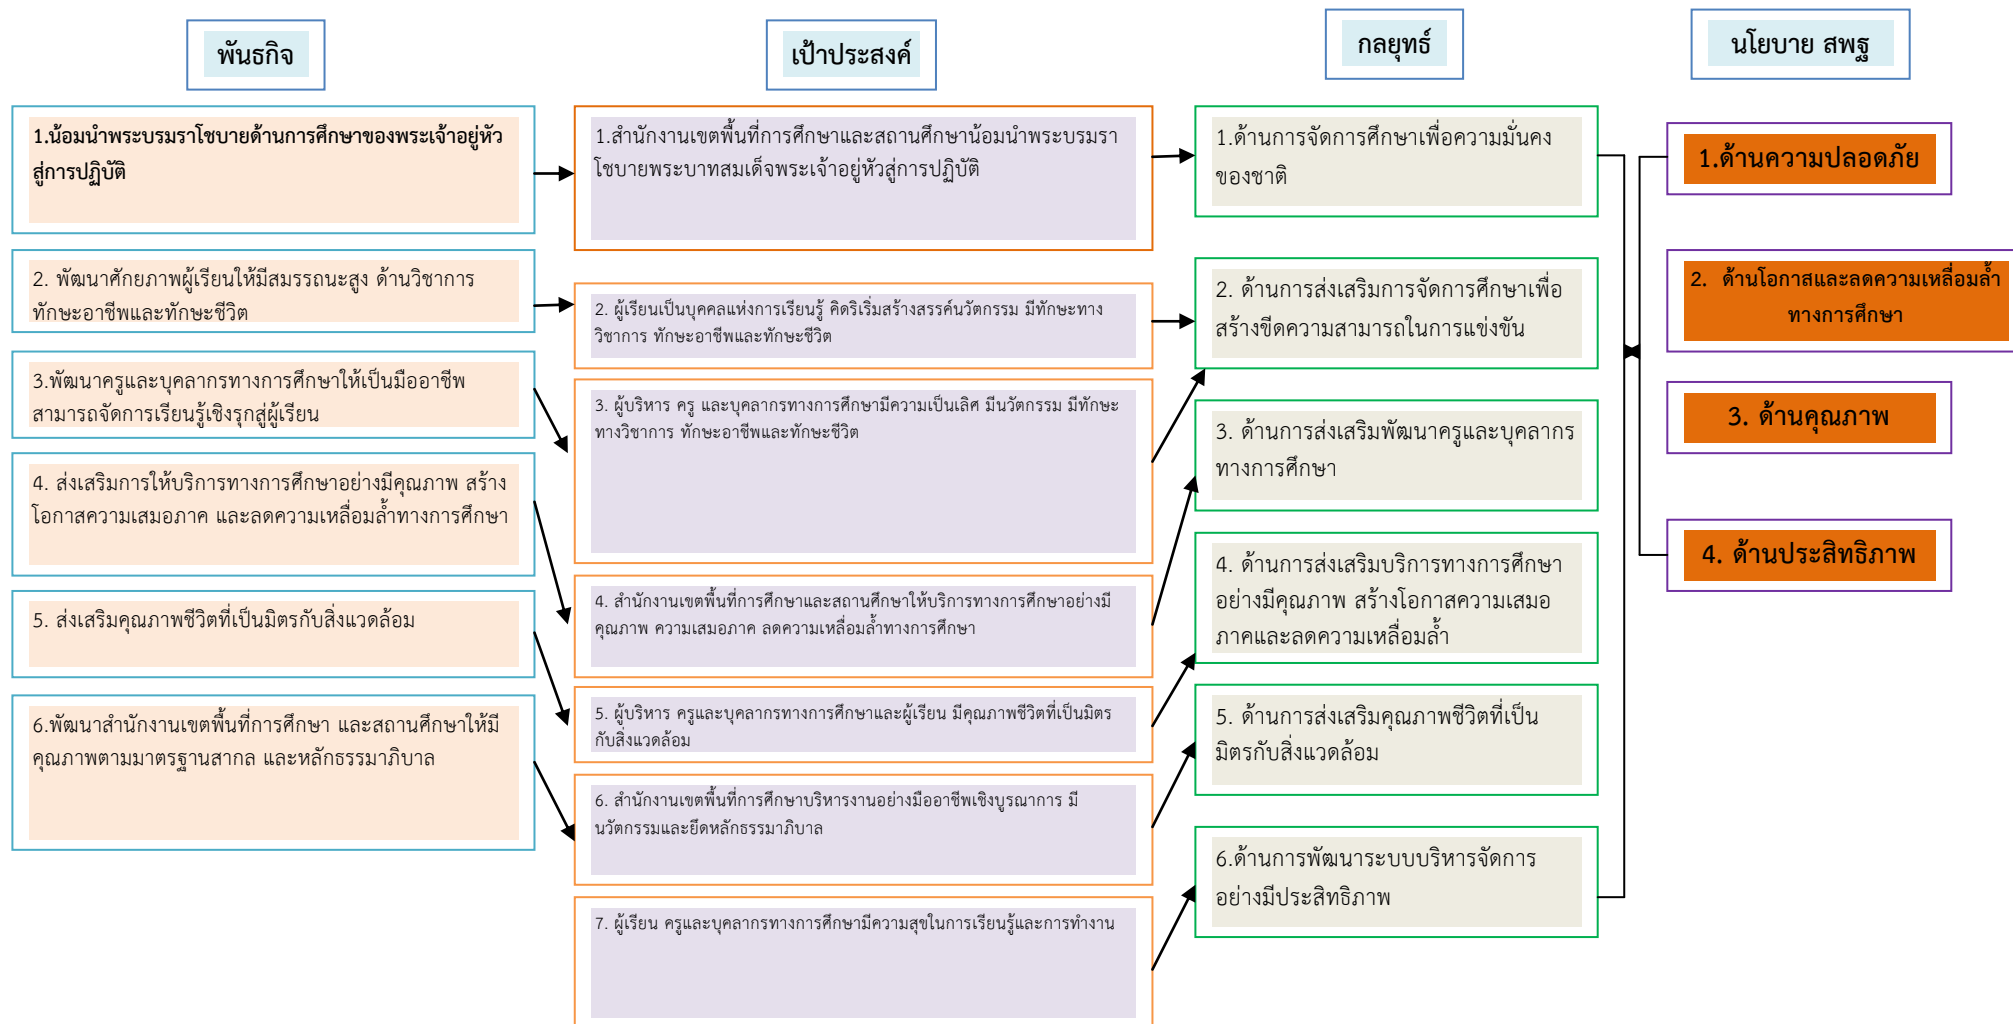 พันธกิจ
เป้าประสงค์
กลยุทธ์
นโยบาย สพฐ
1.น้อมนำพระบรมราโชบายด้านการศึกษาของพระเจ้าอยู่หัว
สู่การปฏิบัติ
2. พัฒนาศักยภาพผู้เรียนให้มีสมรรถนะสูง ด้านวิชาการ
ทักษะอาชีพและทักษะชีวิต
3.พัฒนาครูและบุคลากรทางการศึกษาให้เป็นมืออาชีพ
สามารถจัดการเรียนรู้เชิงรุกสู่ผู้เรียน
4. ส่งเสริมการให้บริการทางการศึกษาอย่างมีคุณภาพ สร้าง
โอกาสความเสมอภาค และลดความเหลื่อมล้ำทางการศึกษา
5. ส่งเสริมคุณภาพชีวิตที่เป็นมิตรกับสิ่งแวดล้อม
6.พัฒนาสำนักงานเขตพื้นที่การศึกษา และสถานศึกษาให้มี
คุณภาพตามมาตรฐานสากล และหลักธรรมาภิบาล
1.สำนักงานเขตพื้นที่การศึกษาและสถานศึกษาน้อมนำพระบรมรา
โชบายพระบาทสมเด็จพระเจ้าอยู่หัวสู่การปฏิบัติ
2. ผู้เรียนเป็นบุคคลแห่งการเรียนรู้ คิดริเริ่มสร้างสรรค์นวัตกรรม มีทักษะทาง
วิชาการ ทักษะอาชีพและทักษะชีวิต
3. ผู้บริหาร ครู และบุคลากรทางการศึกษามีความเป็นเลิศ มีนวัตกรรม มีทักษะ
ทางวิชาการ ทักษะอาชีพและทักษะชีวิต
4. สำนักงานเขตพื้นที่การศึกษาและสถานศึกษาให้บริการทางการศึกษาอย่างมี
คุณภาพ ความเสมอภาค ลดความเหลื่อมล้ำทางการศึกษา
5. ผู้บริหาร ครูและบุคลากรทางการศึกษาและผู้เรียน มีคุณภาพชีวิตที่เป็นมิตร
กับสิ่งแวดล้อม
6. สำนักงานเขตพื้นที่การศึกษาบริหารงานอย่างมืออาชีพเชิงบูรณาการ มี
นวัตกรรมและยึดหลักธรรมาภิบาล
7. ผู้เรียน ครูและบุคลากรทางการศึกษามีความสุขในการเรียนรู้และการทำงาน
1.ด้านการจัดการศึกษาเพื่อความมั่นคง
ของชาติ
2. ด้านการส่งเสริมการจัดการศึกษาเพื่อ
สร้างขีดความสามารถในการแข่งขัน
3. ด้านการส่งเสริมพัฒนาครูและบุคลากร
ทางการศึกษา
4. ด้านการส่งเสริมบริการทางการศึกษา
อย่างมีคุณภาพ สร้างโอกาสความเสมอ
ภาคและลดความเหลื่อมล้ำ
5. ด้านการส่งเสริมคุณภาพชีวิตที่เป็น
มิตรกับสิ่งแวดล้อม
6.ด้านการพัฒนาระบบบริหารจัดการ
อย่างมีประสิทธิภาพ
1.ด้านความปลอดภัย
2. ด้านโอกาสและลดความเหลื่อมล้ำ
ทางการศึกษา
3. ด้านคุณภาพ
4. ด้านประสิทธิภาพ